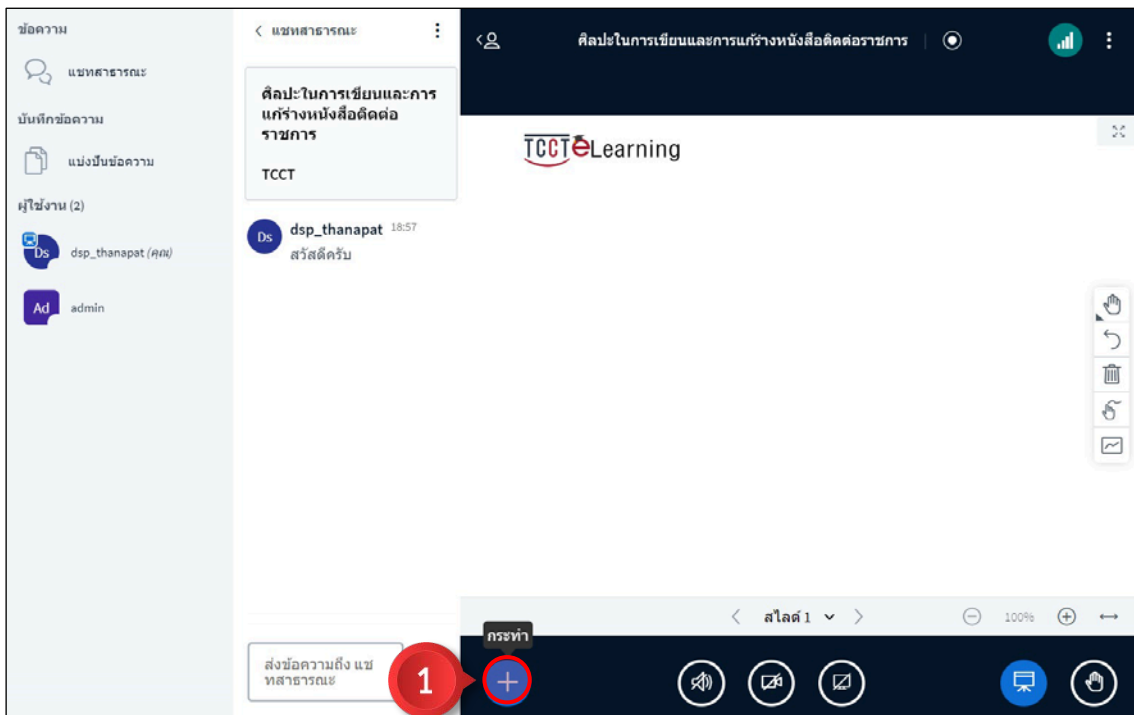 ข้อความ
แชทสาธารณะ
บันทึกข้อความ
แบ่งปันข้อความ
ผู้ใช้งาน (2)
Ds dsp_thanapat (คุณ)
Ad admin
แชทสาธารณะ
ศิลปะในการเขียนและการ
แก้ร่างหนังสือติดต่อ
ราชการ
TCCT
Ds dsp_thanapat 18:57
สวัสดีครับ
ส่งข้อความถึง แช
ทสาธารณะ
ศิลปะในการเขียนและการแก้ร่างหนังสือติดต่อราชการ
TCCTeLearning
สไลด์ 1
100%
กระทำ
1